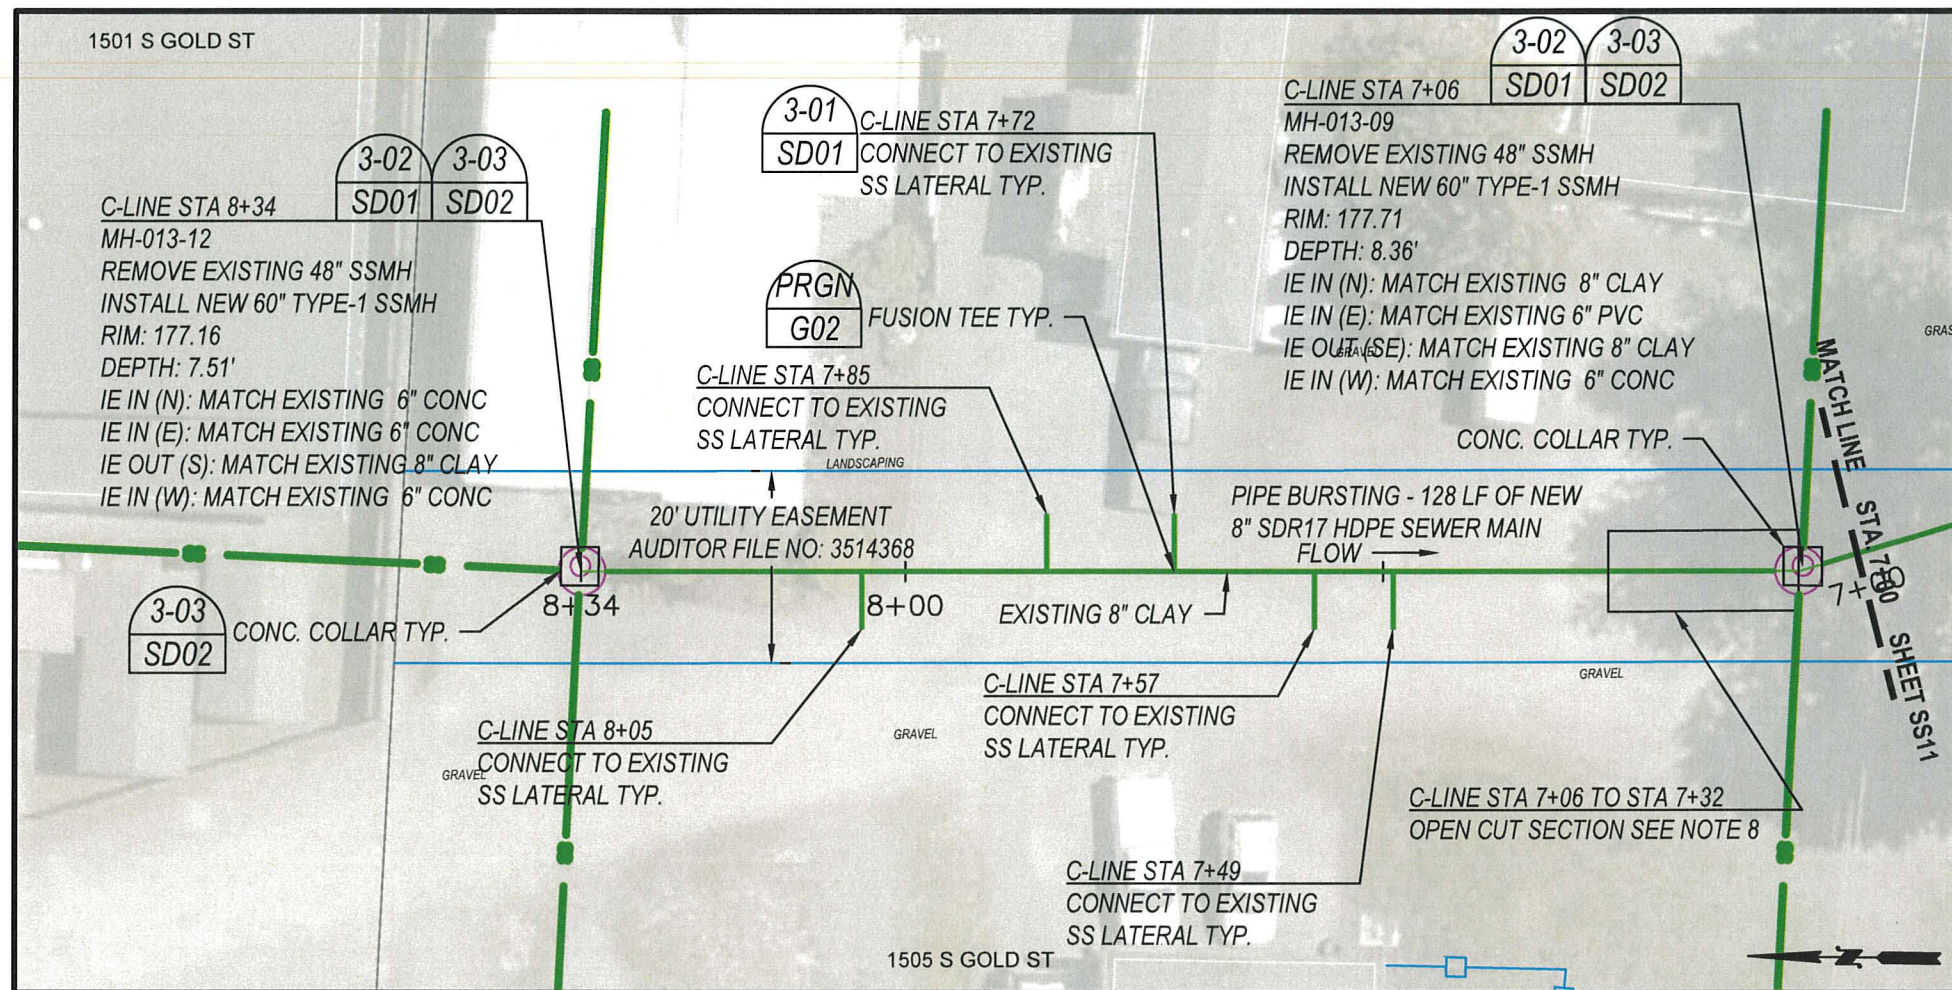 1501 S GOLD ST
3-02
SD01
3-03
SD02
C-LINE STA 8+34
MH-013-12
REMOVE EXISTING 48" SSMH
INSTALL NEW 60" TYPE-1 SSMH
RIM: 177.16
DEPTH: 7.51'
IE IN (N): MATCH EXISTING 6" CONC
IE IN (E): MATCH EXISTING 6" CONC
IE OUT (S): MATCH EXISTING 8" CLAY
IE IN (W): MATCH EXISTING 6" CONC
3-01
SD01
C-LINE STA 7+72
CONNECT TO EXISTING
SS LATERAL TYP.
PRGN
G02
FUSION TEE TYP.
C-LINE STA 7+85
CONNECT TO EXISTING
SS LATERAL TYP.
LANDSCAPING
3-02
SD01
3-03
SD02
C-LINE STA 7+06
MH-013-09
REMOVE EXISTING 48" SSMH
INSTALL NEW 60" TYPE-1 SSMH
RIM: 177.71
DEPTH: 8.36'
IE IN (N): MATCH EXISTING 8" CLAY
IE IN (E): MATCH EXISTING 6" PVC
IE OUT (SE): MATCH EXISTING 8" CLAY
GRAVEL
IE IN (W): MATCH EXISTING 6" CONC
GRAS
CONC. COLLAR TYP.
20' UTILITY EASEMENT
AUDITOR FILE NO: 3514368
PIPE BURSTING - 128 LF OF NEW
8" SDR17 HDPE SEWER MAIN
FLOW
MATCH LINE STA. 7+00 SHEET SS11
8+34
8+00
EXISTING 8" CLAY
3-03
SD02
CONC. COLLAR TYP.
C-LINE STA 8+05
CONNECT TO EXISTING
SS LATERAL TYP.
GRAVEL
GRAVEL
C-LINE STA 7+57
CONNECT TO EXISTING
SS LATERAL TYP.
GRAVEL
C-LINE STA 7+06 TO STA 7+32
OPEN CUT SECTION SEE NOTE 8
C-LINE STA 7+49
CONNECT TO EXISTING
SS LATERAL TYP.
1505 S GOLD ST
Z